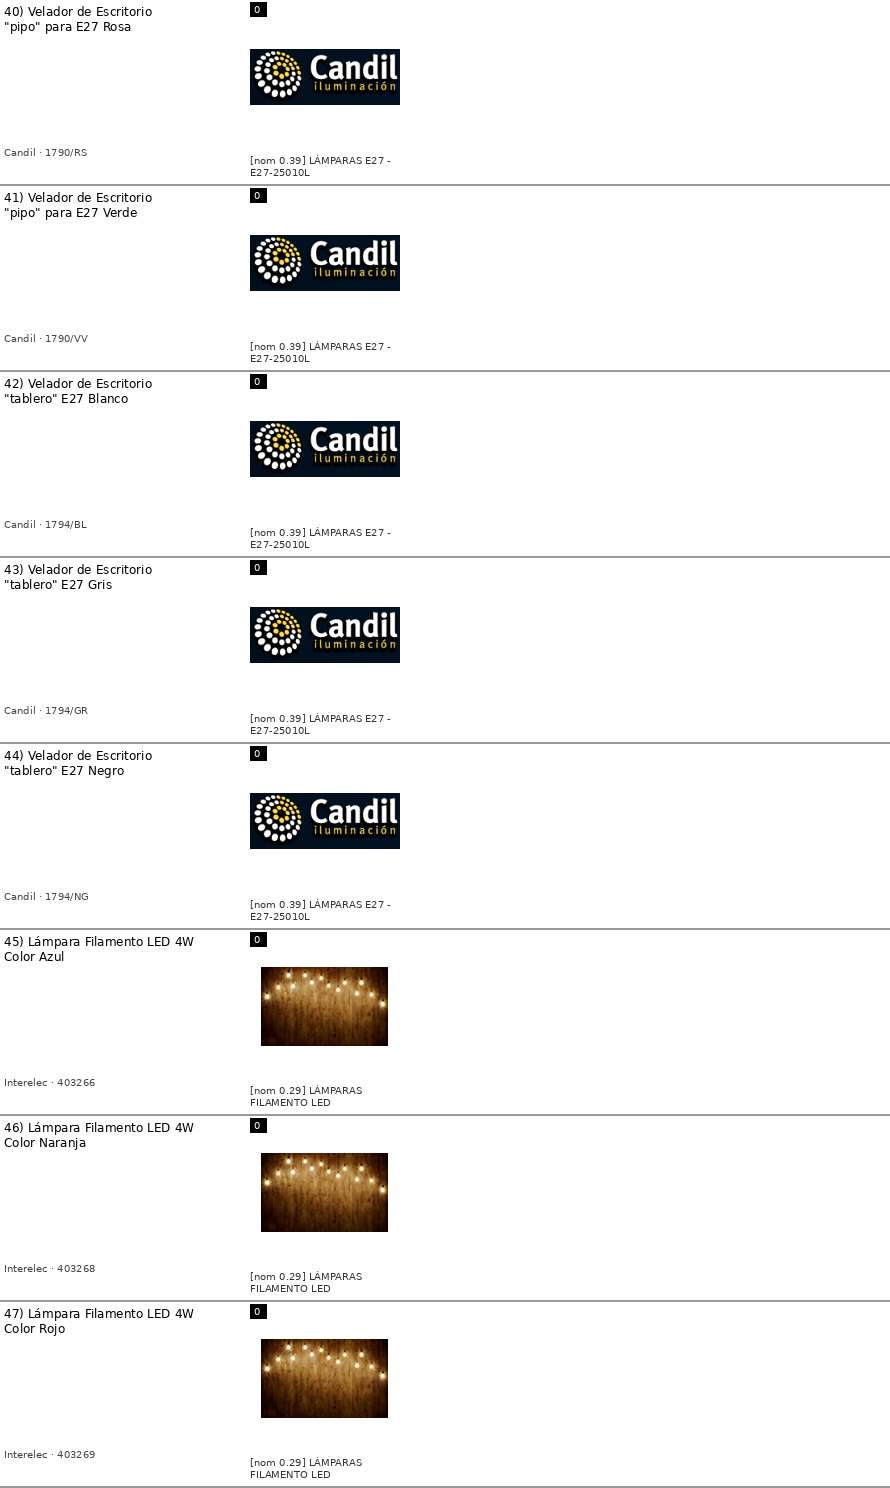 40) Velador de Escritorio
"pipo" para E27 Rosa
0
Candil
iluminación
Candil · 1790/RS
[nom 0.39] LÁMPARAS E27 -
E27-25010L
41) Velador de Escritorio
"pipo" para E27 Verde
0
Candil
iluminación
Candil · 1790/VV
[nom 0.39] LÁMPARAS E27 -
E27-25010L
42) Velador de Escritorio
"tablero" E27 Blanco
0
Candil
iluminación
Candil · 1794/BL
[nom 0.39] LÁMPARAS E27 -
E27-25010L
43) Velador de Escritorio
"tablero" E27 Gris
0
Candil
iluminación
Candil · 1794/GR
[nom 0.39] LÁMPARAS E27 -
E27-25010L
44) Velador de Escritorio
"tablero" E27 Negro
0
Candil
iluminación
Candil · 1794/NG
[nom 0.39] LÁMPARAS E27 -
E27-25010L
45) Lámpara Filamento LED 4W
Color Azul
0
Interelec · 403266
[nom 0.29] LÁMPARAS
FILAMENTO LED
46) Lámpara Filamento LED 4W
Color Naranja
0
Interelec · 403268
[nom 0.29] LÁMPARAS
FILAMENTO LED
47) Lámpara Filamento LED 4W
Color Rojo
0
Interelec · 403269
[nom 0.29] LÁMPARAS
FILAMENTO LED